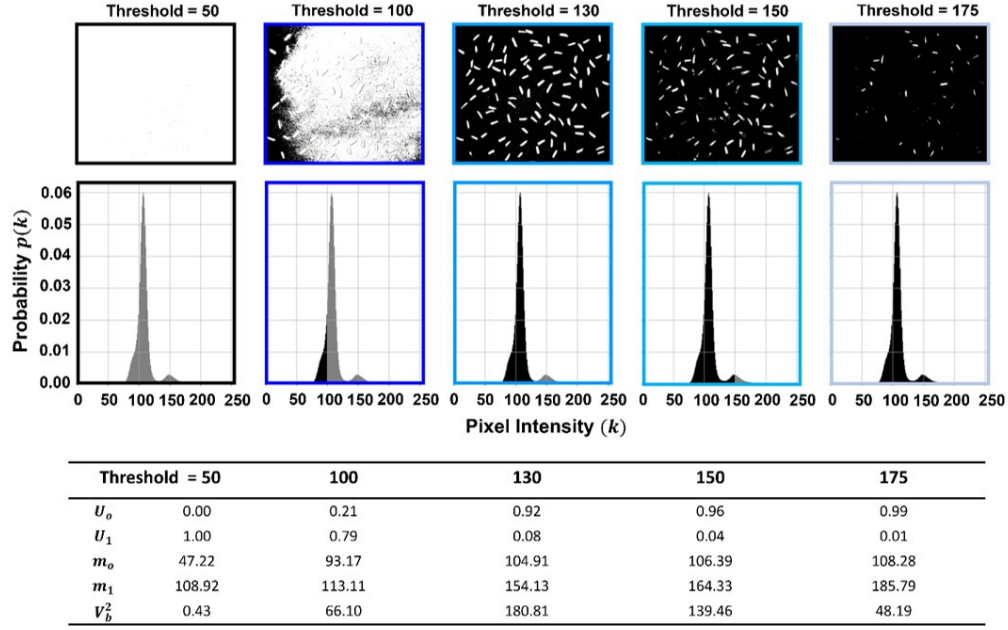 Threshold = 50 Threshold = 100 Threshold = 130 Threshold = 150 Threshold = 175
Probability p(k)
0.06
0.05
0.04
0.03
0.02
0.01
0.00
0 50 100 150 200 250 0 50 100 150 200 250 0 50 100 150 200 250 0 50 100 150 200 250 0 50 100 150 200 250
Pixel Intensity (k)
Threshold = 50 100 130 150 175
U_o 0.00 0.21 0.92 0.96 0.99
U_1 1.00 0.79 0.08 0.04 0.01
m_o 47.22 93.17 104.91 106.39 108.28
m_1 108.92 113.11 154.13 164.33 185.79
V_b^2 0.43 66.10 180.81 139.46 48.19